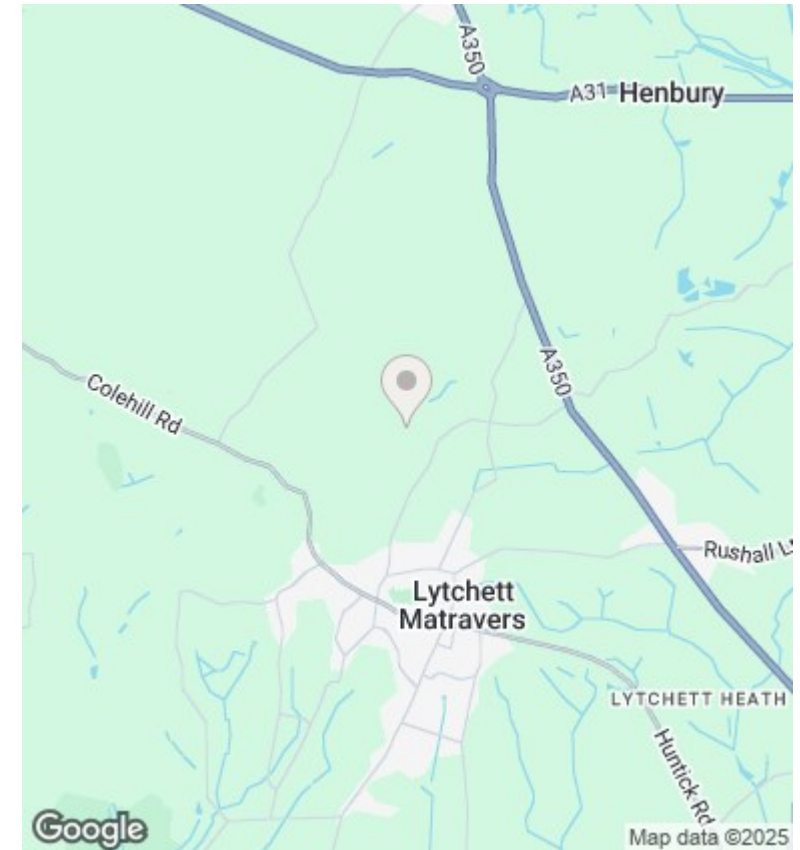 A350
A31
Henbury
A350
Colehill Rd
Rushall
Lytchett
Matravers
LYTCHETT HEATH
Huntick Rd
Google
Map data ©2025